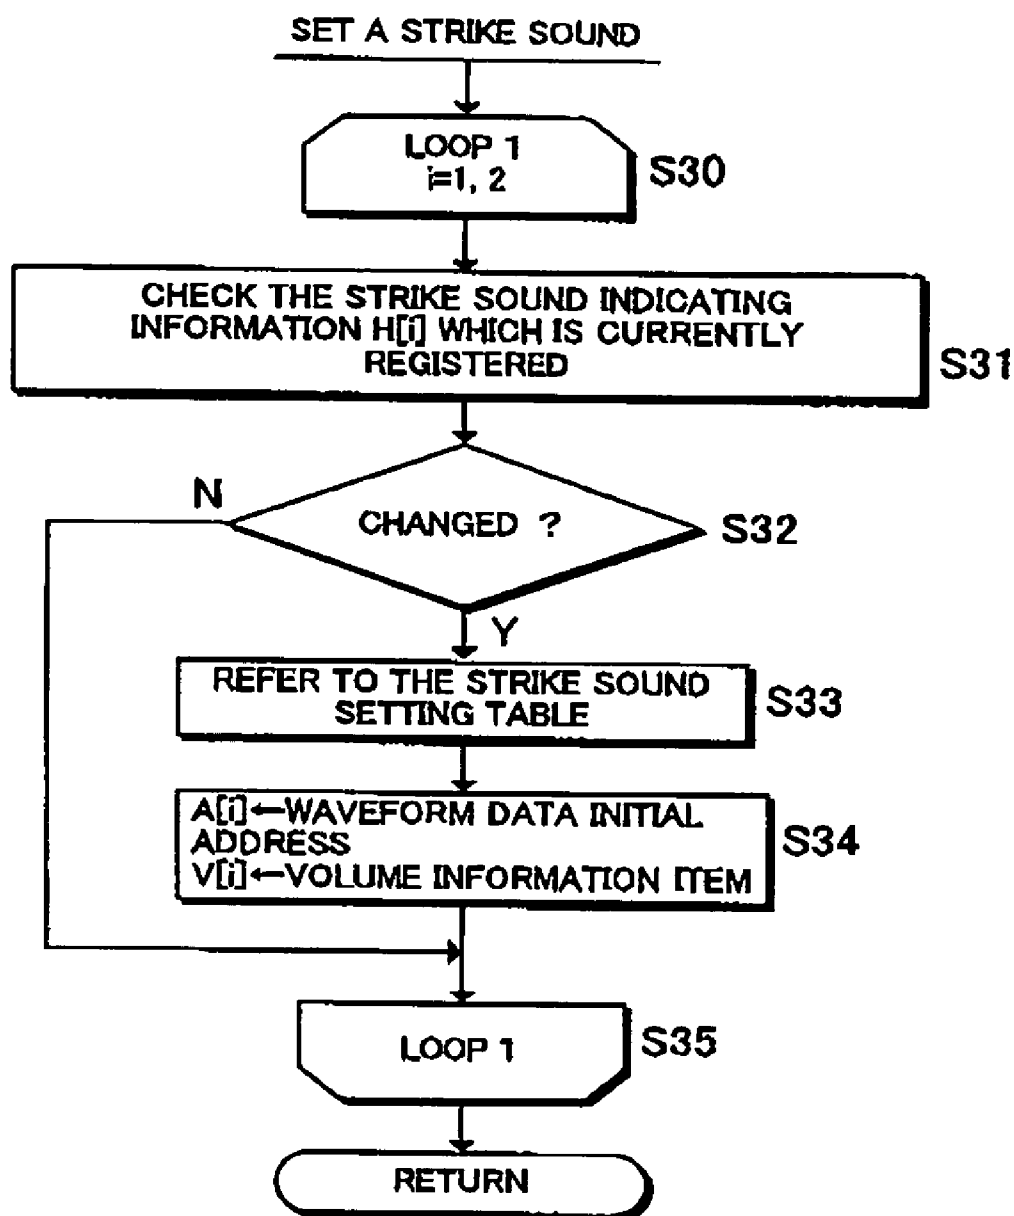 SET A STRIKE SOUND
LOOP 1
i=1, 2
S30
CHECK THE STRIKE SOUND INDICATING
INFORMATION H[i] WHICH IS CURRENTLY
REGISTERED
S31
N
CHANGED ?
S32
Y
REFER TO THE STRIKE SOUND
SETTING TABLE
S33
A[i]←WAVEFORM DATA INITIAL
ADDRESS
V[i]←VOLUME INFORMATION ITEM
S34
LOOP 1
S35
RETURN